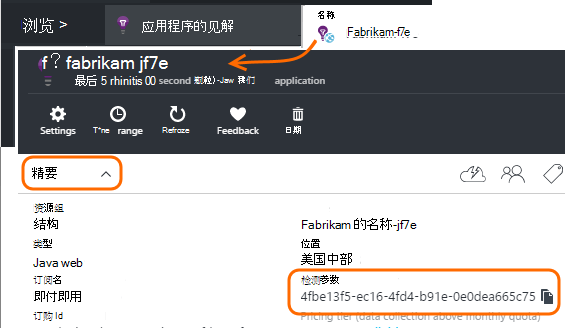 浏览 >
应用程序的见解
名称
Fabrikam-f7e
f? fabrikam jf7e
最后 5 rhinitis 00 second 颗粒)-Jaw 我们 application
Settings
T"ne range
Refroze
Feedback
日期
精要
资源组
结构
Fabrikam 的名称-jf7e
类型
Java web
位置
美国中部
订阅名
即付即用
检测参数
4fbe13f5-ec16-4fd4-b91e-0e0dea665c75
订购 Id
Pricing tier (data collection above monthly quota)